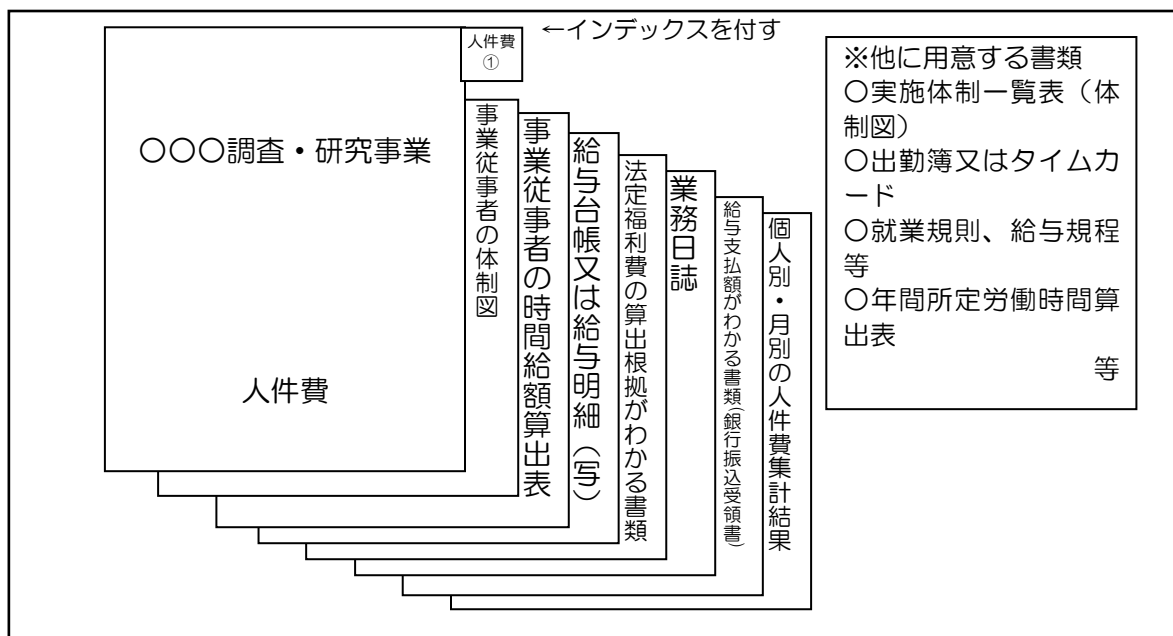 人件費
①
←インデックスを付す
〇〇〇調査・研究事業
人件費
事業従事者の体制図
事業従事者の時間給額算出表
給与台帳又は給与明細（写）
法定福利費の算出根拠がわかる書類
業務日誌
給与支払額がわかる書類（銀行振込受領書）
個人別・月別の人件費集計結果
※他に用意する書類
〇実施体制一覧表（体
制図）
〇出勤簿又はタイムカ
ード
〇就業規則、給与規程
等
〇年間所定労働時間算
出表
等